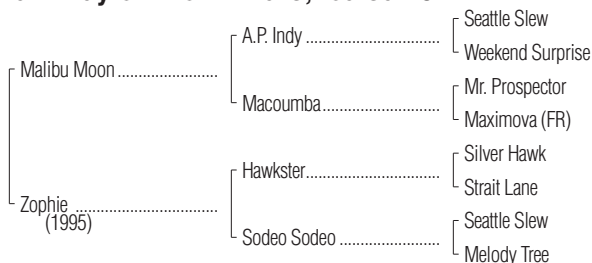 Seattle Slew
A.P. Indy
Weekend Surprise
Malibu Moon
Mr. Prospector
Macoumba
Maximova (FR)
Silver Hawk
Hawkster
Strait Lane
Zophie
(1995)
Seattle Slew
Sodeo Sodeo
Melody Tree